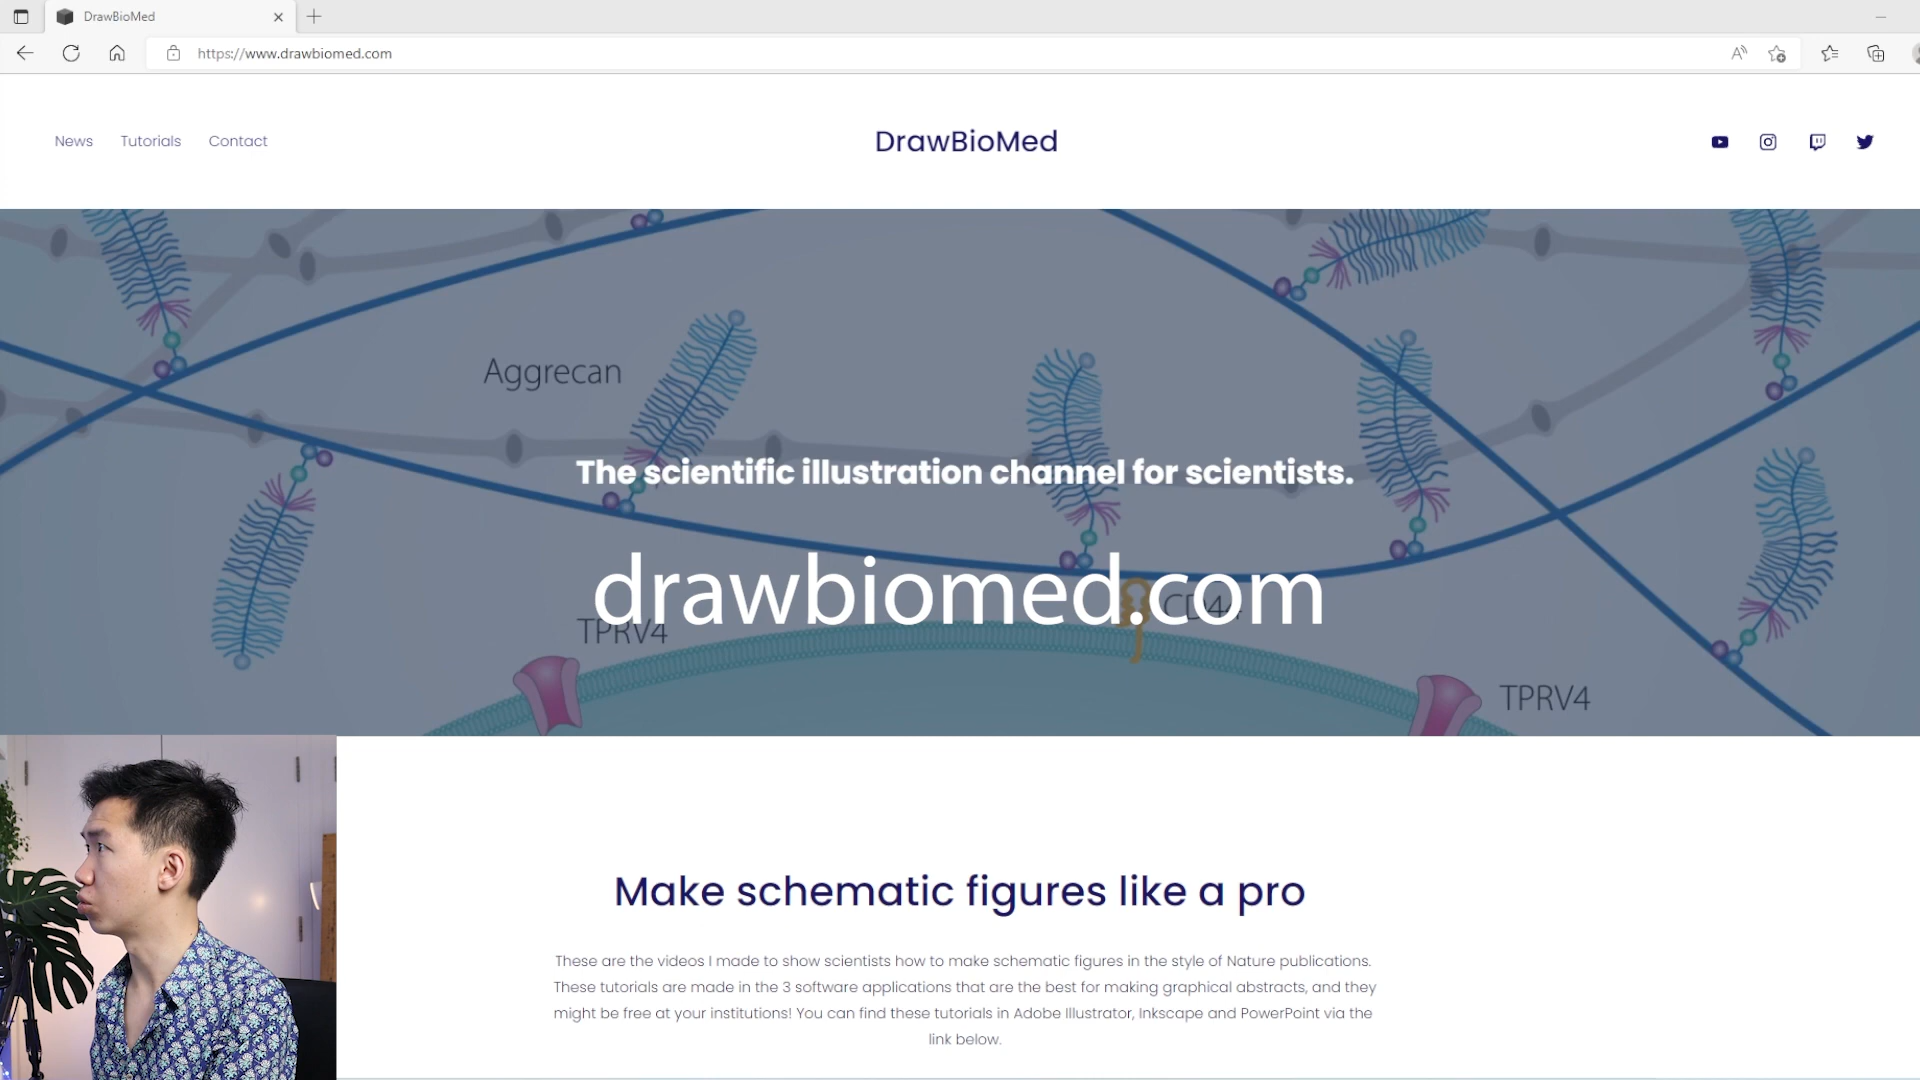 DrawBioMed
https://www.drawbiomed.com
News Tutorials Contact
DrawBioMed
Aggrecan
The scientific illustration channel for scientists.
drawbiomed.com
CD44
TPRV4
TPRV4
Make schematic figures like a pro
These are the videos I made to show scientists how to make schematic figures in the style of Nature publications.
These tutorials are made in the 3 software applications that are the best for making graphical abstracts, and they
might be free at your institutions! You can find these tutorials in Adobe Illustrator, Inkscape and PowerPoint via the
link below.